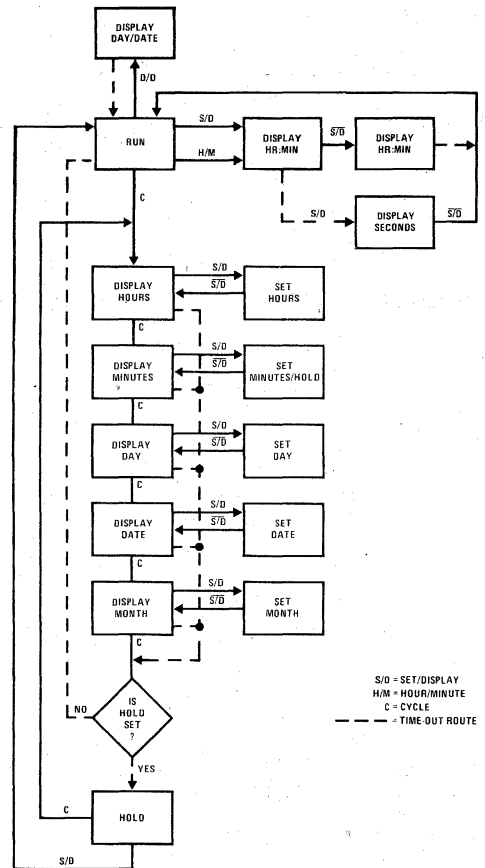 DISPLAY
DAY/DATE
D/D
RUN
S/D
H/M
DISPLAY
HR:MIN
S̅/̅D̅
DISPLAY
HR:MIN
S/D
DISPLAY
SECONDS
S̅/̅D̅
C
DISPLAY
HOURS
S/D
S̅/̅D̅
SET
HOURS
C
DISPLAY
MINUTES
S/D
S̅/̅D̅
SET
MINUTES/HOLD
C
DISPLAY
DAY
S/D
S̅/̅D̅
SET
DAY
C
DISPLAY
DATE
S/D
S̅/̅D̅
SET
DATE
C
DISPLAY
MONTH
S/D
S̅/̅D̅
SET
MONTH
C
S/D = SET/DISPLAY
H/M = HOUR/MINUTE
C = CYCLE
= TIME-OUT ROUTE
NO
IS
HOLD
SET
?
YES
C
HOLD
S/D